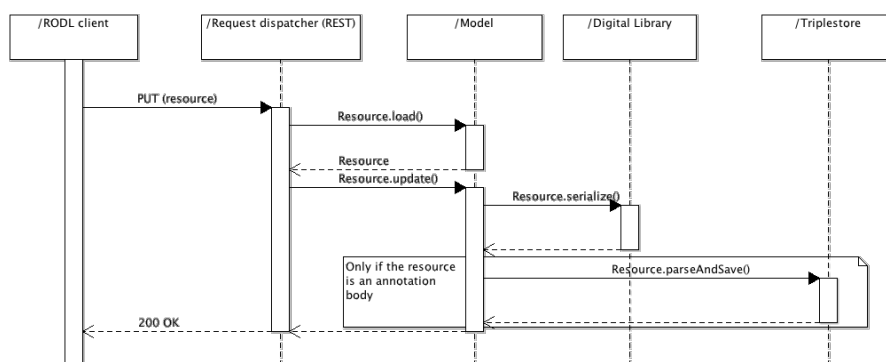 /RODL client
/Request dispatcher (REST)
/Model
/Digital Library
/Triplestore
PUT (resource)
Resource.load()
Resource
Resource.update()
Resource.serialize()
Only if the resource
is an annotation
body
Resource.parseAndSave()
200 OK